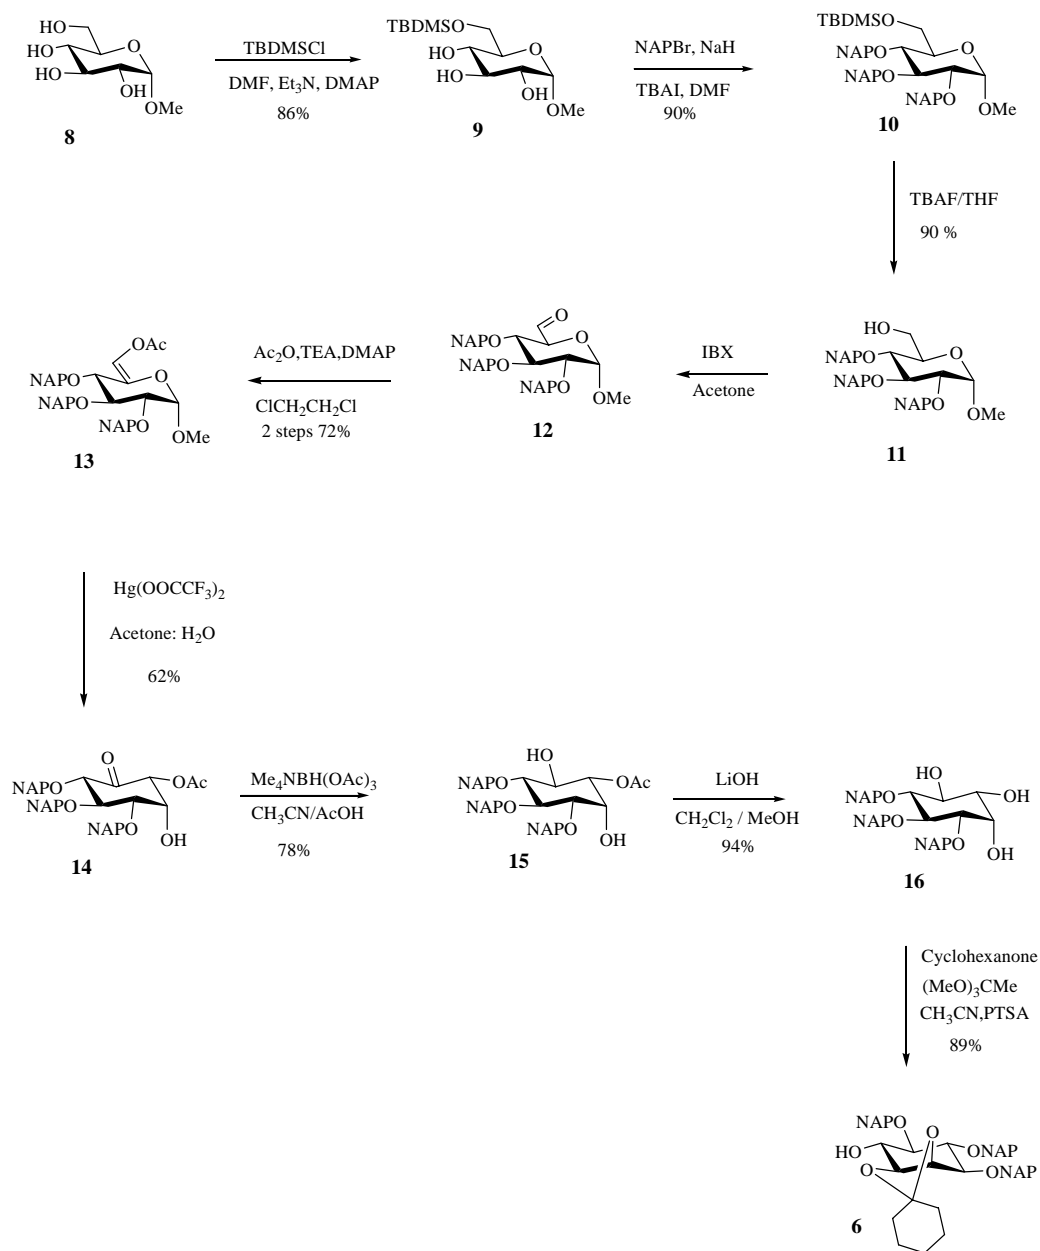 HO
HO
HO
O
OH
OMe
8
TBDMSCl
DMF, Et₃N, DMAP
86%
TBDMSO
HO
HO
O
OH
OMe
9
NAPBr, NaH
TBAI, DMF
90%
TBDMSO
NAPO
NAPO
O
NAPO
OMe
10
TBAF/THF
90 %
HO
NAPO
NAPO
O
NAPO
OMe
11
IBX
Acetone
O
NAPO
NAPO
O
NAPO
OMe
12
Ac₂O,TEA,DMAP
ClCH₂CH₂Cl
2 steps 72%
OAc
NAPO
NAPO
O
NAPO
OMe
13
Hg(OOCCF₃)₂
Acetone: H₂O
62%
O
NAPO
NAPO
OAc
NAPO
OH
14
Me₄NBH(OAc)₃
CH₃CN/AcOH
78%
HO
NAPO
NAPO
OAc
NAPO
OH
15
LiOH
CH₂Cl₂ / MeOH
94%
HO
NAPO
NAPO
OH
NAPO
OH
16
Cyclohexanone
(MeO)₃CMe
CH₃CN,PTSA
89%
NAPO
O
HO
ONAP
O
ONAP
6